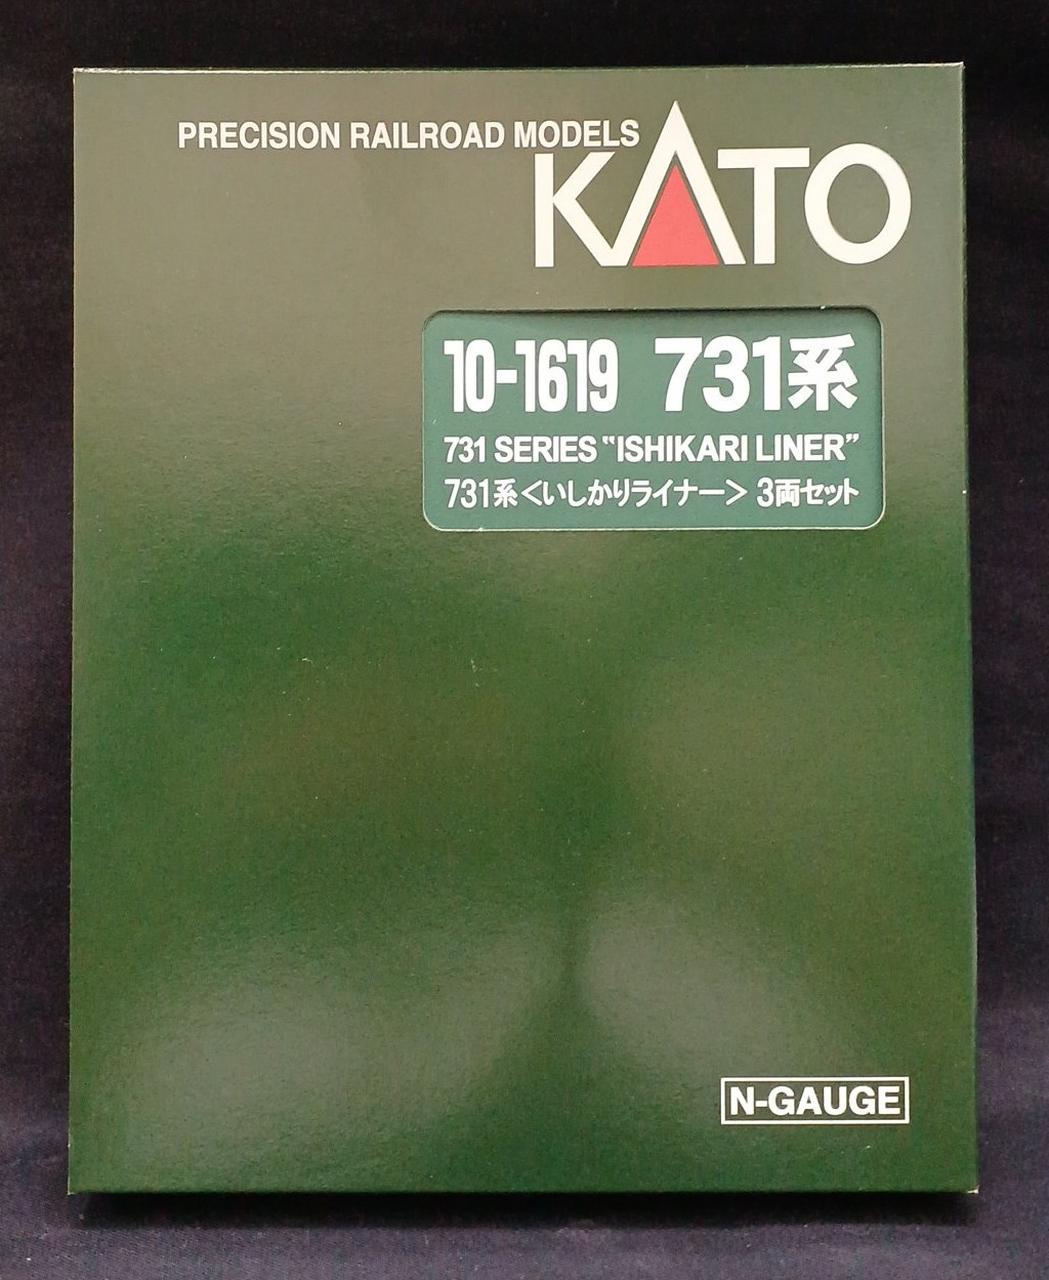 PRECISION RAILROAD MODELS
KATO
10-1619 731系
731 SERIES "ISHIKARI LINER"
731系<いしかりライナー> 3両セット
N-GAUGE